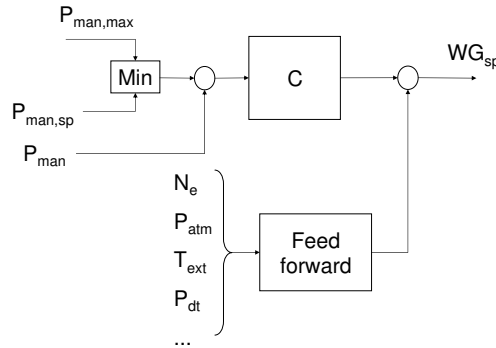 P_man,max
WG_sp
Min
C
P_man,sp
P_man
N_e
P_atm
Feed
forward
T_ext
P_dt
...